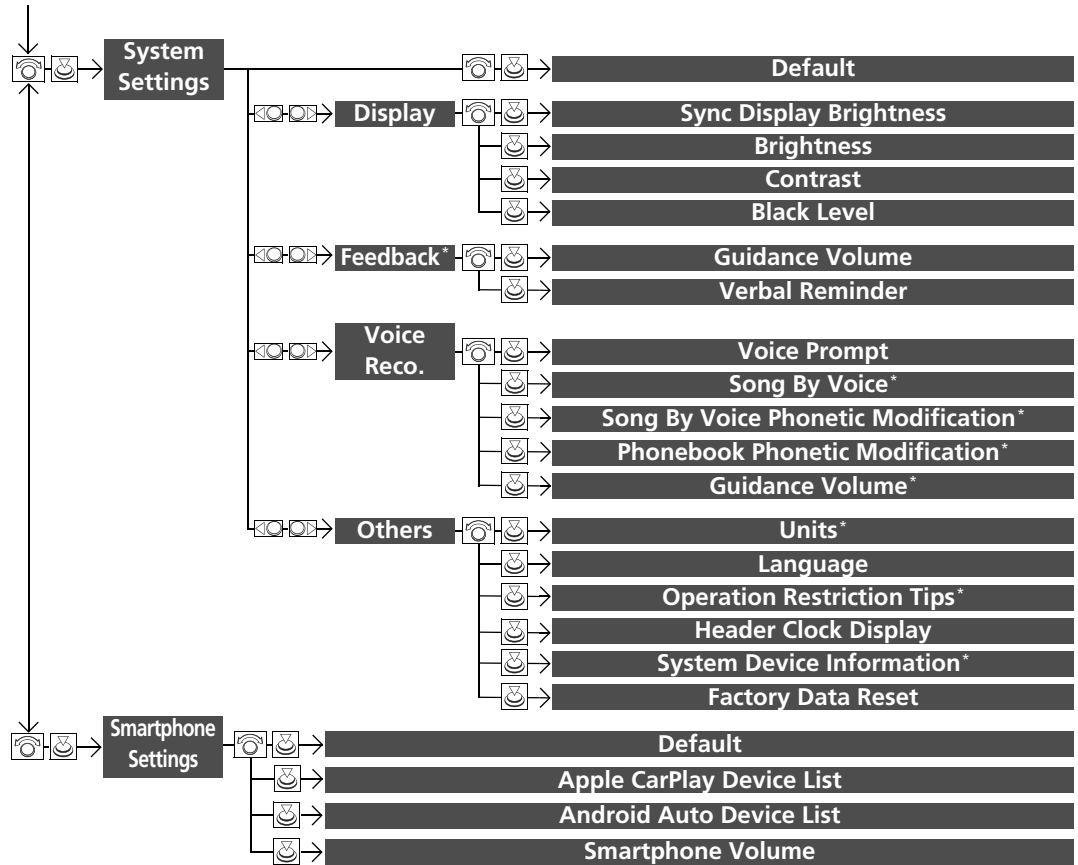 System
Settings
Default
Display
Sync Display Brightness
Brightness
Contrast
Black Level
Feedback*
Guidance Volume
Verbal Reminder
Voice
Reco.
Voice Prompt
Song By Voice*
Song By Voice Phonetic Modification*
Phonebook Phonetic Modification*
Guidance Volume*
Others
Units*
Language
Operation Restriction Tips*
Header Clock Display
System Device Information*
Factory Data Reset
Smartphone
Settings
Default
Apple CarPlay Device List
Android Auto Device List
Smartphone Volume